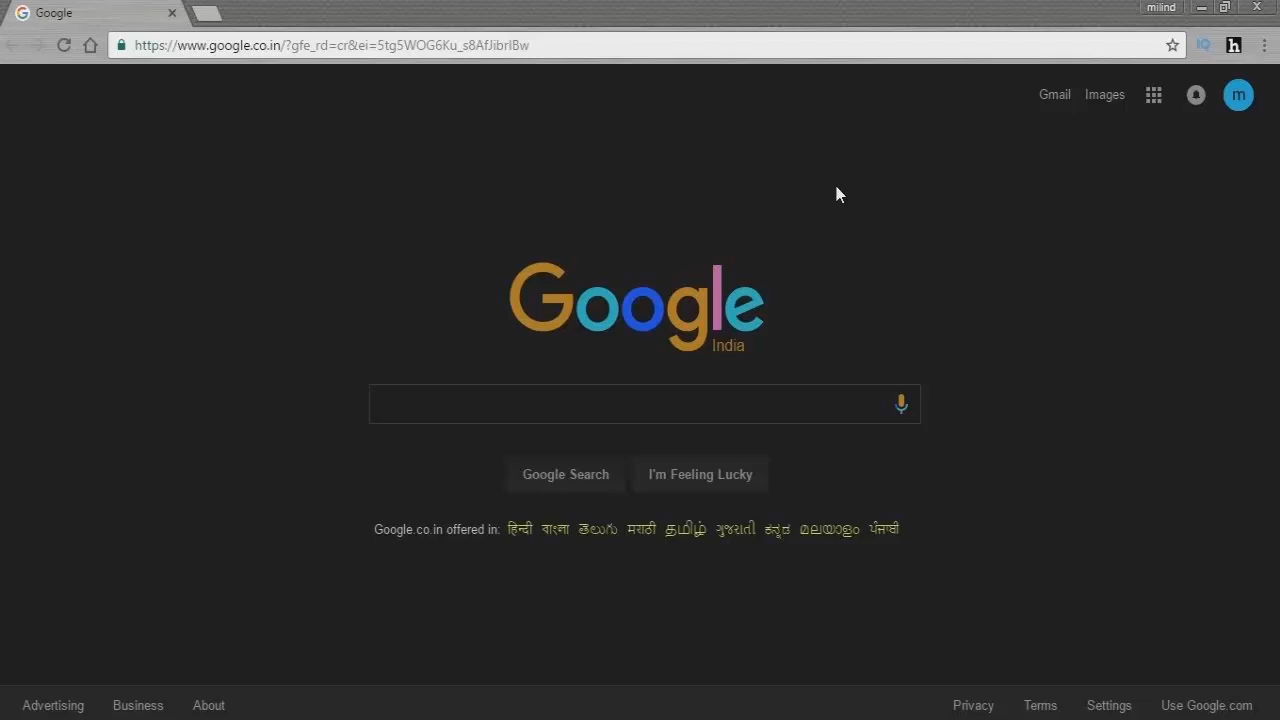 Google
milind
https://www.google.co.in/?gfe_rd=cr&ei=5tg5WOG6Ku_s8AfJibrIBw
IQ
h
Gmail Images
m
Google
India
Google Search I'm Feeling Lucky
Google.co.in offered in: हिन्दी বাংলা తెలుగు मराठी தமிழ் ગુજરાતી ಕನ್ನಡ മലയാളം ਪੰਜਾਬੀ
Advertising Business About Privacy Terms Settings Use Google.com